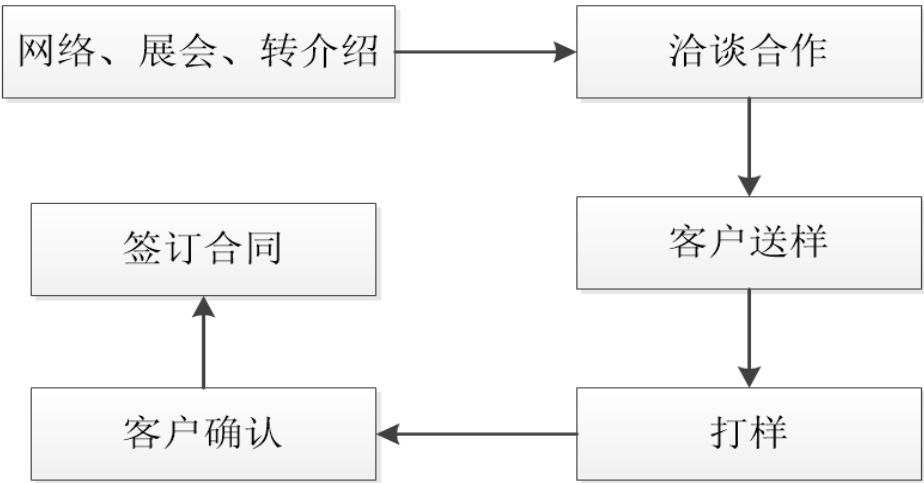 网络、展会、转介绍
洽谈合作
客户送样
打样
客户确认
签订合同